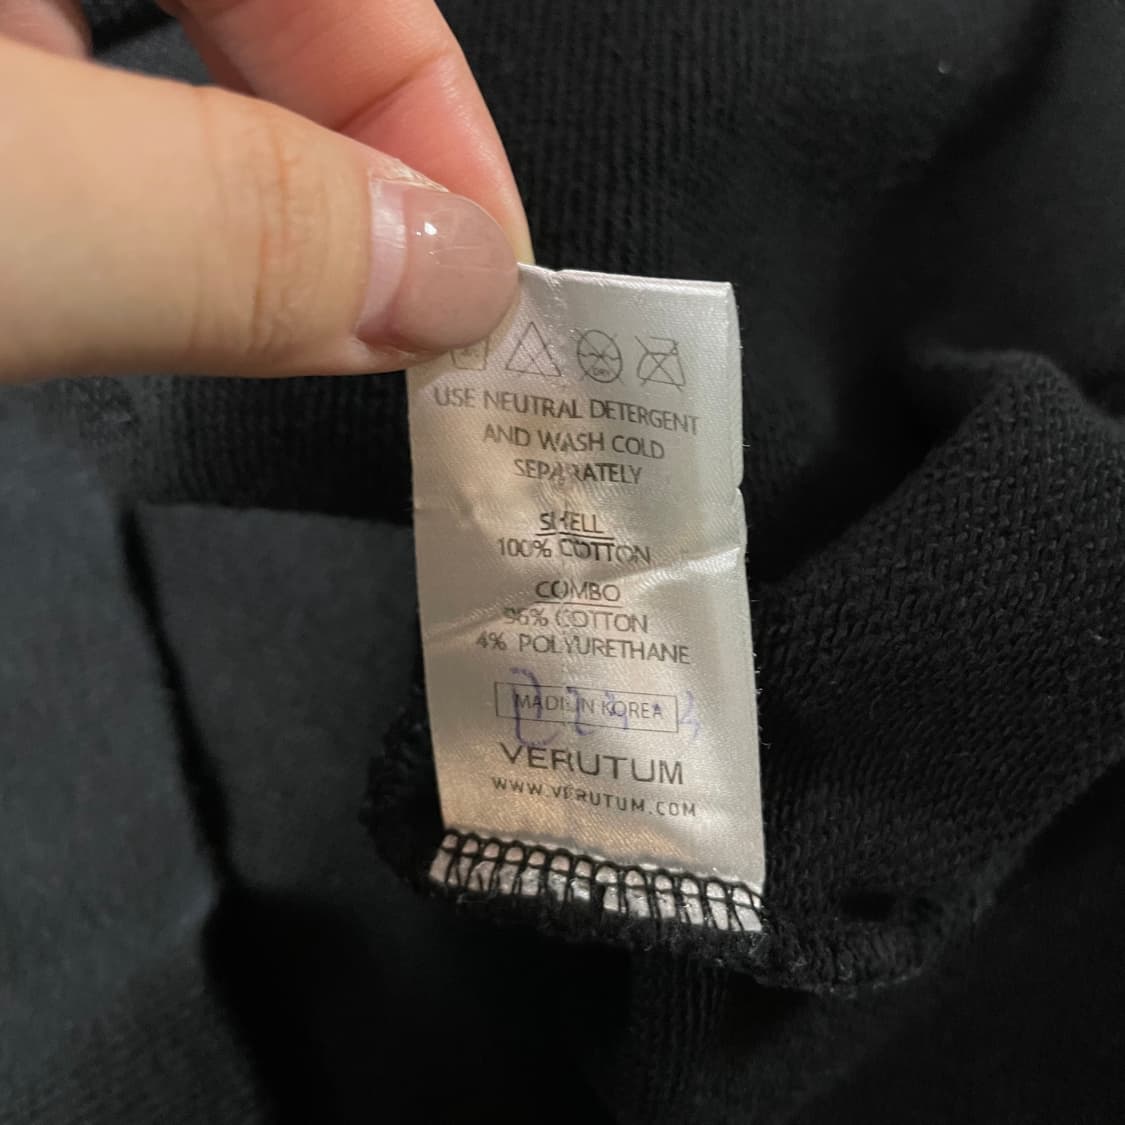 DRY
USE NEUTRAL DETERGENT
AND WASH COLD
SEPARATELY
SHELL
100% COTTON
COMBO
96% COTTON
4% POLYURETHANE
MADE IN KOREA
VERUTUM
WWW.VERUTUM.COM